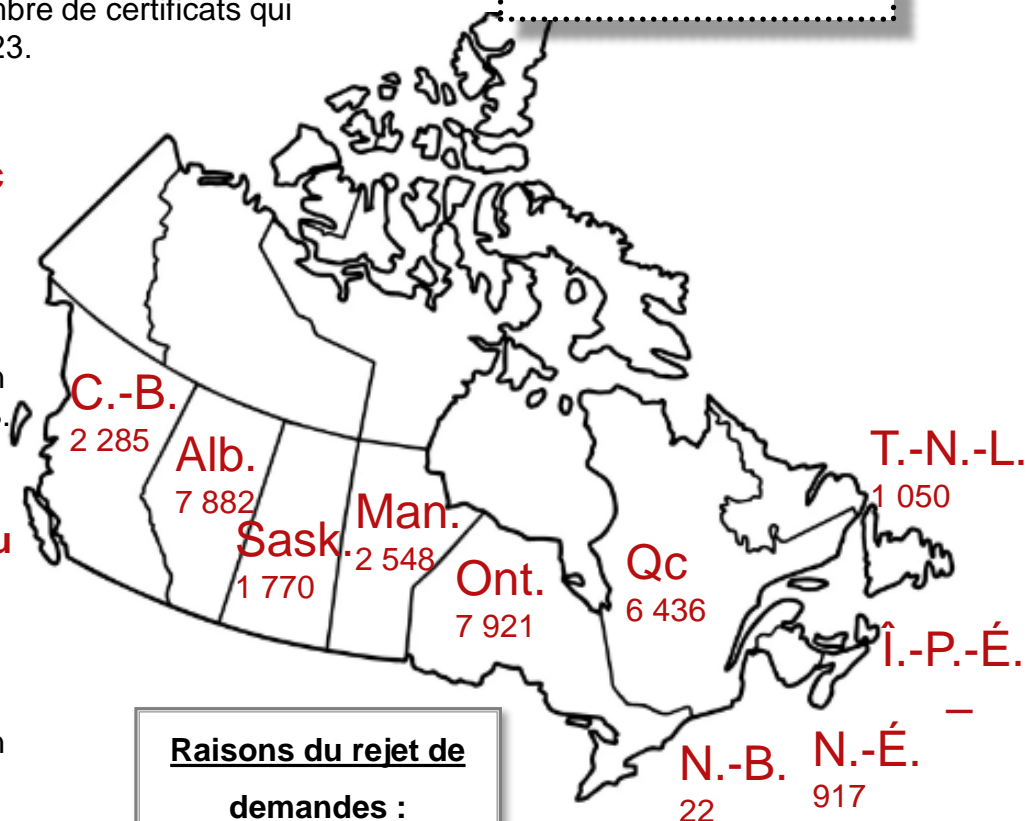 mbre de certificats qui
23.
c
n
.
u
n
C.-B.
2 285
Alb.
7 882
Sask.
1 770
Man.
2 548
Ont.
7 921
Qc
6 436
T.-N.-L.
1 050
Î.-P.-É.
–
N.-B.
22
N.-É.
917
Raisons du rejet de
demandes :